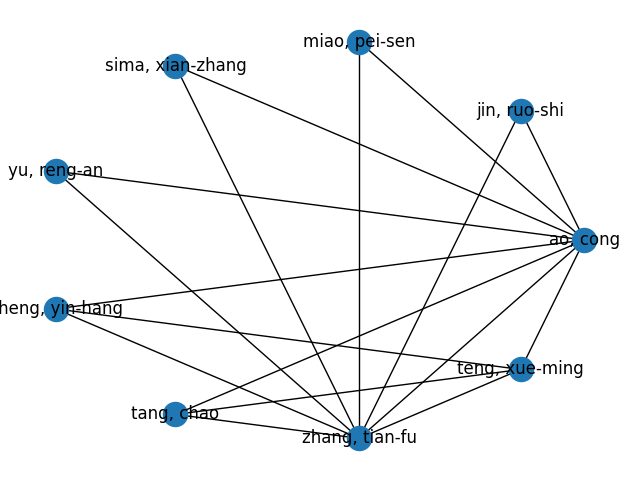 miao, pei-sen
sima, xian-zhang
jin, ruo-shi
yu, reng-an
ao, cong
heng, yin-hang
teng, xue-ming
tang, chao
zhang, tian-fu